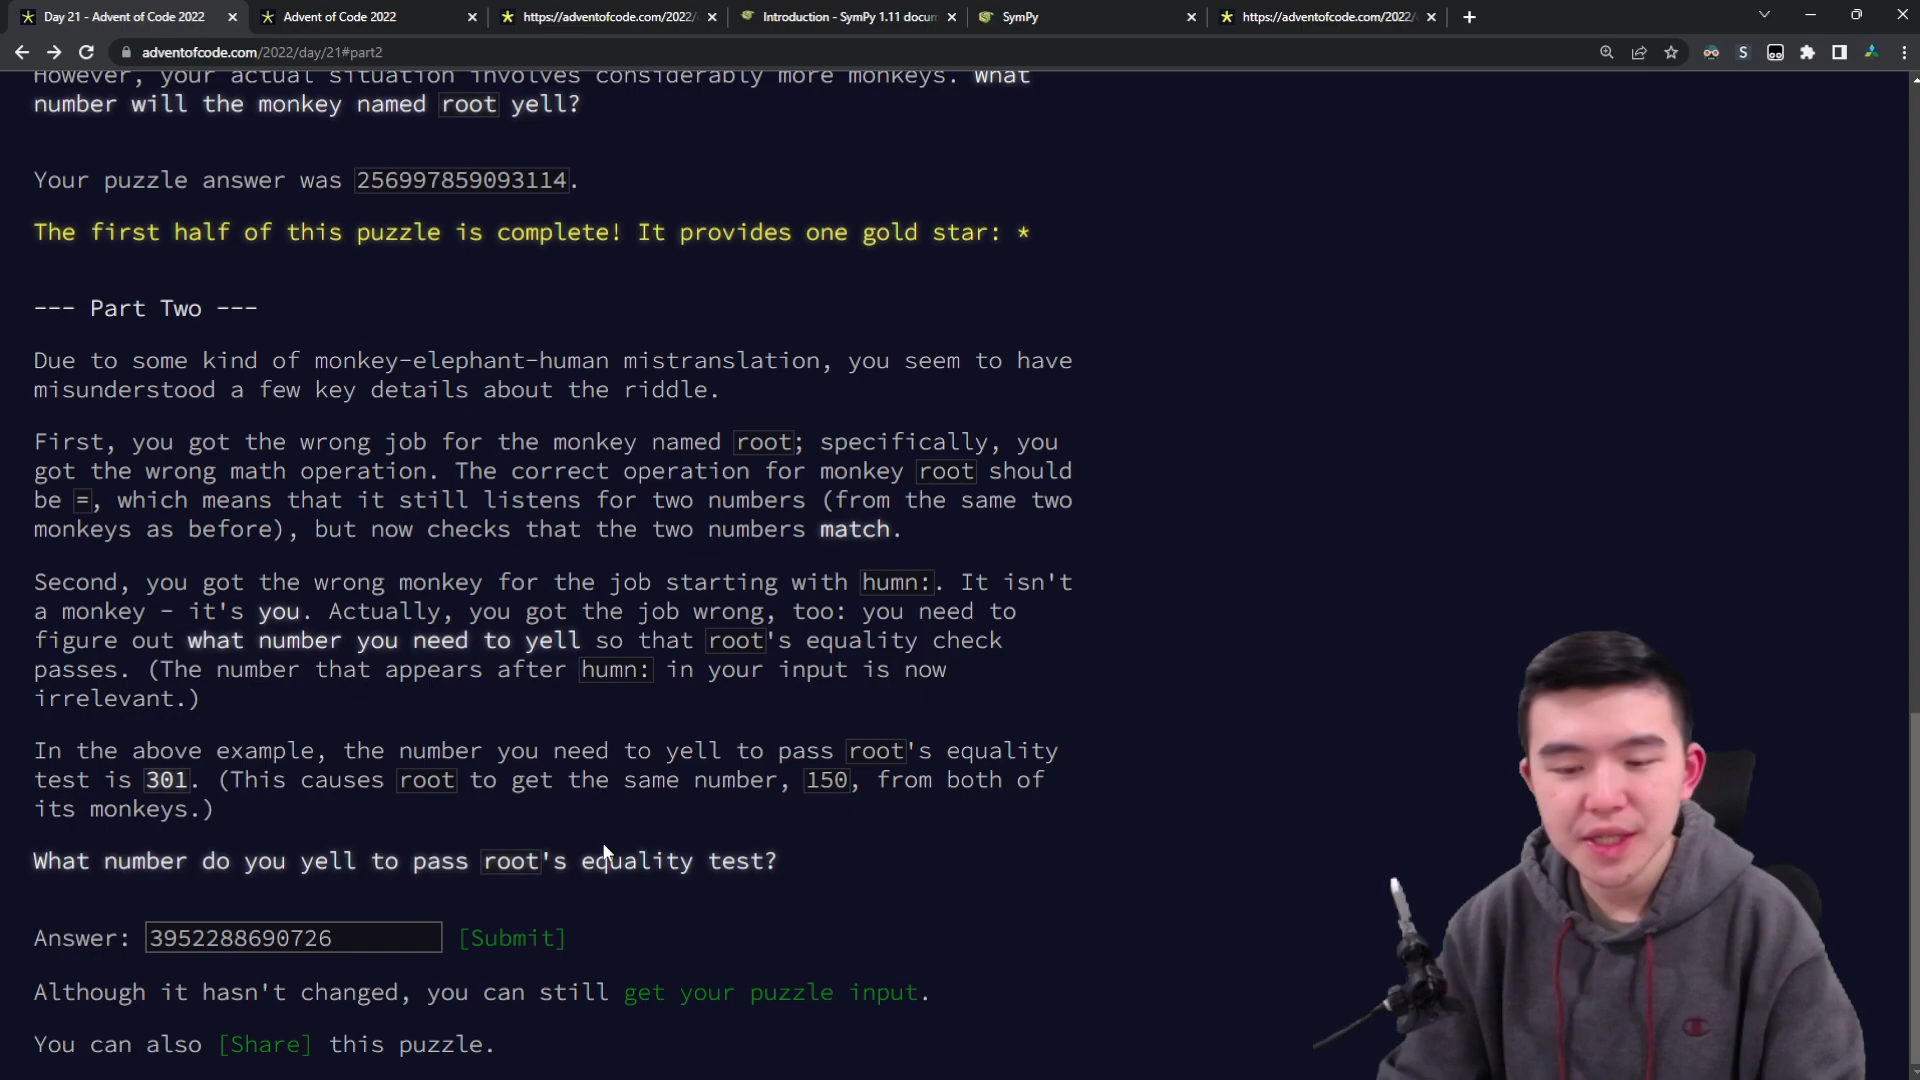 Day 21 - Advent of Code 2022
Advent of Code 2022
https://adventofcode.com/2022/
Introduction - SymPy 1.11 docum
SymPy
https://adventofcode.com/2022/
adventofcode.com/2022/day/21#part2
However, your actual situation involves considerably more monkeys. What
number will the monkey named root yell?
Your puzzle answer was 256997859093114.
The first half of this puzzle is complete! It provides one gold star: *
--- Part Two ---
Due to some kind of monkey-elephant-human mistranslation, you seem to have
misunderstood a few key details about the riddle.
First, you got the wrong job for the monkey named root; specifically, you
got the wrong math operation. The correct operation for monkey root should
be =, which means that it still listens for two numbers (from the same two
monkeys as before), but now checks that the two numbers match.
Second, you got the wrong monkey for the job starting with humn:. It isn't
a monkey - it's you. Actually, you got the job wrong, too: you need to
figure out what number you need to yell so that root's equality check
passes. (The number that appears after humn: in your input is now
irrelevant.)
In the above example, the number you need to yell to pass root's equality
test is 301. (This causes root to get the same number, 150, from both of
its monkeys.)
What number do you yell to pass root's equality test?
Answer: 3952288690726 [Submit]
Although it hasn't changed, you can still get your puzzle input.
You can also [Share] this puzzle.